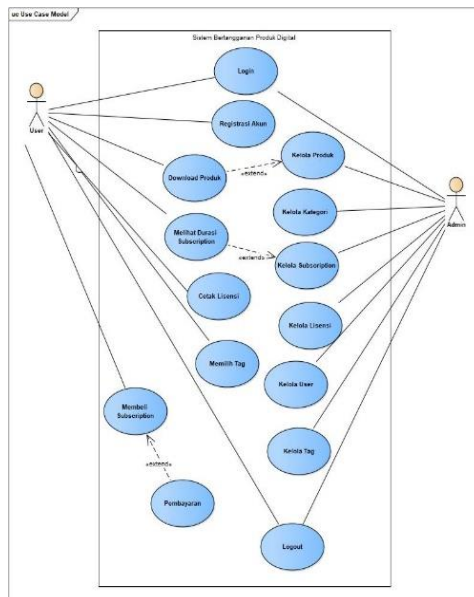 uc Use Case Model
Sistem Berlangganan Produk Digital
Login
User
Registrasi Akun
Kelola Produk
Download Produk
«extend»
Kelola Kategori
Admin
Melihat Durasi
Subscription
«extend»
Kelola Subscription
Cetak Lisensi
Kelola Lisensi
Memilih Tag
Kelola User
Membeli
Subscription
Kelola Tag
«extend»
Pembayaran
Logout